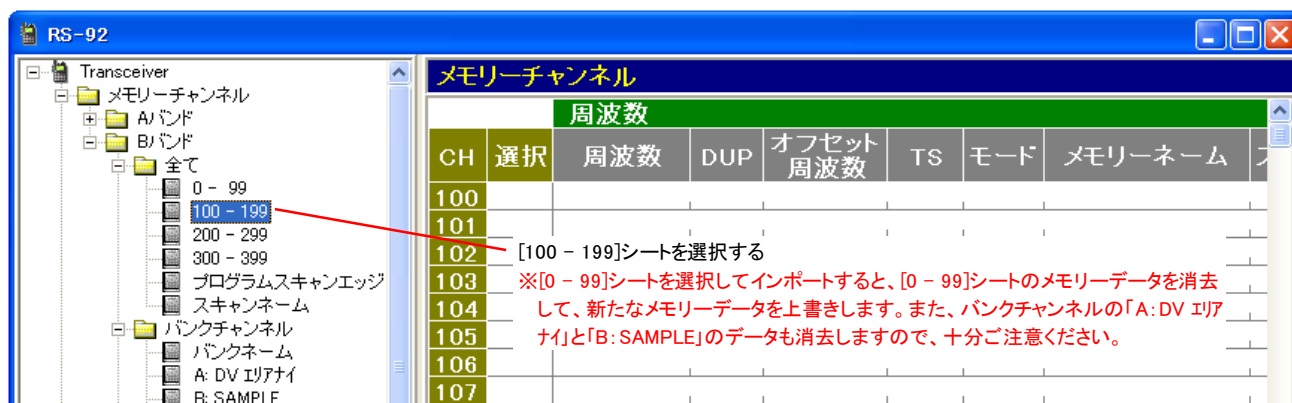 RS-92
Transceiver
メモリーチャンネル
Aバンド
Bバンド
全て
0 - 99
100 - 199
200 - 299
300 - 399
プログラムスキャンエッジ
スキャンネーム
バンクチャンネル
バンクネーム
A: DV エリアナイ
B: SAMPLE
メモリーチャンネル
周波数
CH 選択 周波数 DUP オフセット TS モード メモリーネーム
周波数
100
101
102
103
104
105
106
107
[100 - 199]シートを選択する
※[0 - 99]シートを選択してインポートすると、[0 - 99]シートのメモリーデータを消去
して、新たなメモリーデータを上書きします。また、バンクチャンネルの「A:DV エリア
ナイ」と「B:SAMPLE」のデータも消去しますので、十分ご注意ください。